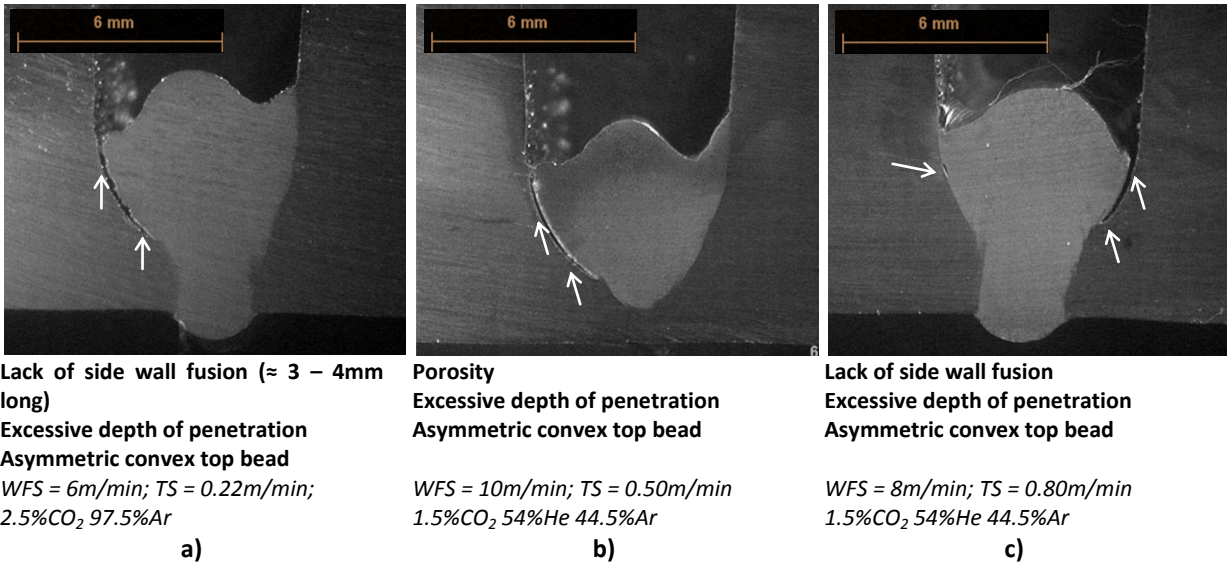 6 mm
6 mm
6
6 mm
Lack of side wall fusion (≈ 3 – 4mm
long)
Excessive depth of penetration
Asymmetric convex top bead
WFS = 6m/min; TS = 0.22m/min;
2.5%CO₂ 97.5%Ar
a)
Porosity
Excessive depth of penetration
Asymmetric convex top bead
WFS = 10m/min; TS = 0.50m/min
1.5%CO₂ 54%He 44.5%Ar
b)
Lack of side wall fusion
Excessive depth of penetration
Asymmetric convex top bead
WFS = 8m/min; TS = 0.80m/min
1.5%CO₂ 54%He 44.5%Ar
c)